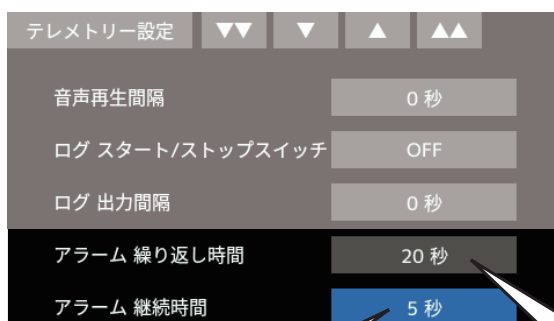 テレメトリー設定 ▼▼ ▼ ▲ ▲▲
音声再生間隔 0 秒
ログ スタート/ストップスイッチ OFF
ログ 出力間隔 0 秒
アラーム 繰り返し時間 20 秒
アラーム 継続時間 5 秒